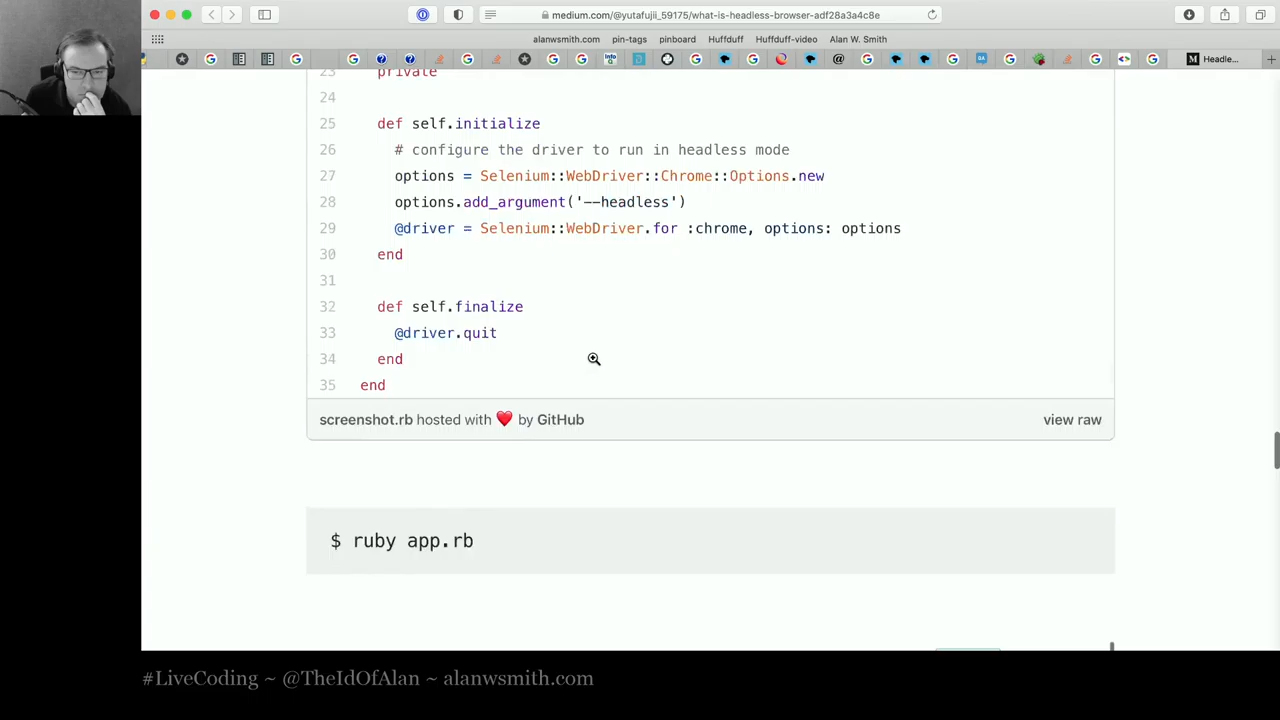 medium.com/@yutafujii_59175/what-is-headless-browser-adf28a3a4c8e
alanwsmith.com pin-tags pinboard Huffduff Huffduff-video Alan W. Smith
Headle...
23 private
24
25 def self.initialize
26 # configure the driver to run in headless mode
27 options = Selenium::WebDriver::Chrome::Options.new
28 options.add_argument('--headless')
29 @driver = Selenium::WebDriver.for :chrome, options: options
30 end
31
32 def self.finalize
33 @driver.quit
34 end
35 end
screenshot.rb hosted with ❤ by GitHub view raw
$ ruby app.rb
#LiveCoding ~ @TheIdOfAlan ~ alanwsmith.com